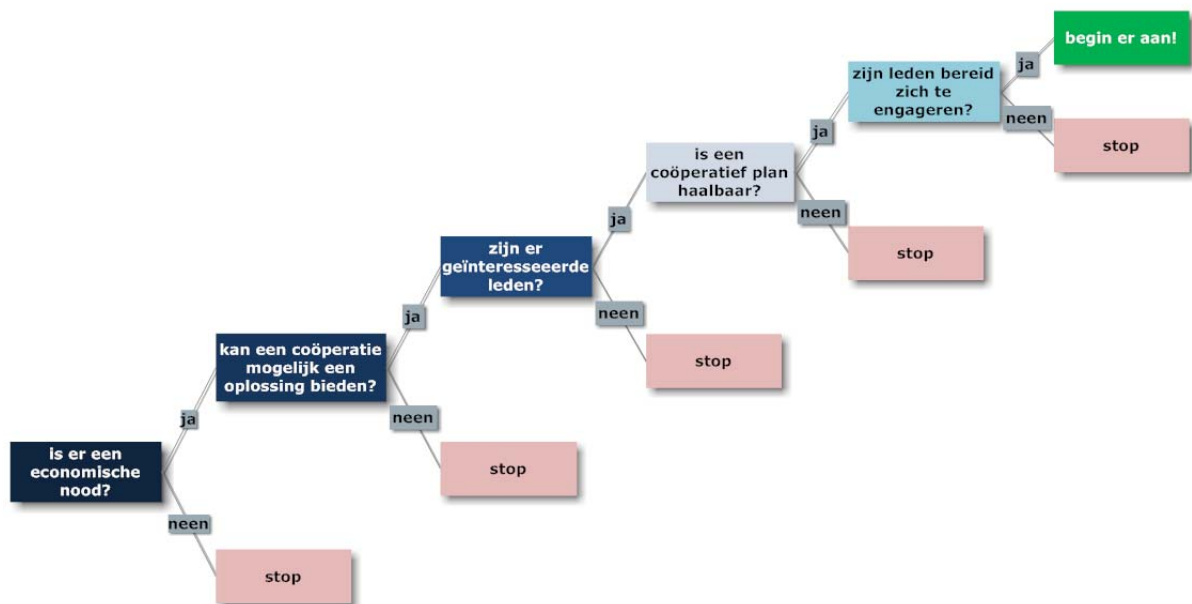 is er een
economische
nood?
ja
neen
stop
kan een coöperatie
mogelijk een
oplossing bieden?
ja
neen
stop
zijn er
geïnteresseeerde
leden?
ja
neen
stop
is een
coöperatief plan
haalbaar?
ja
neen
stop
zijn leden bereid
zich te
engageren?
ja
neen
stop
begin er aan!